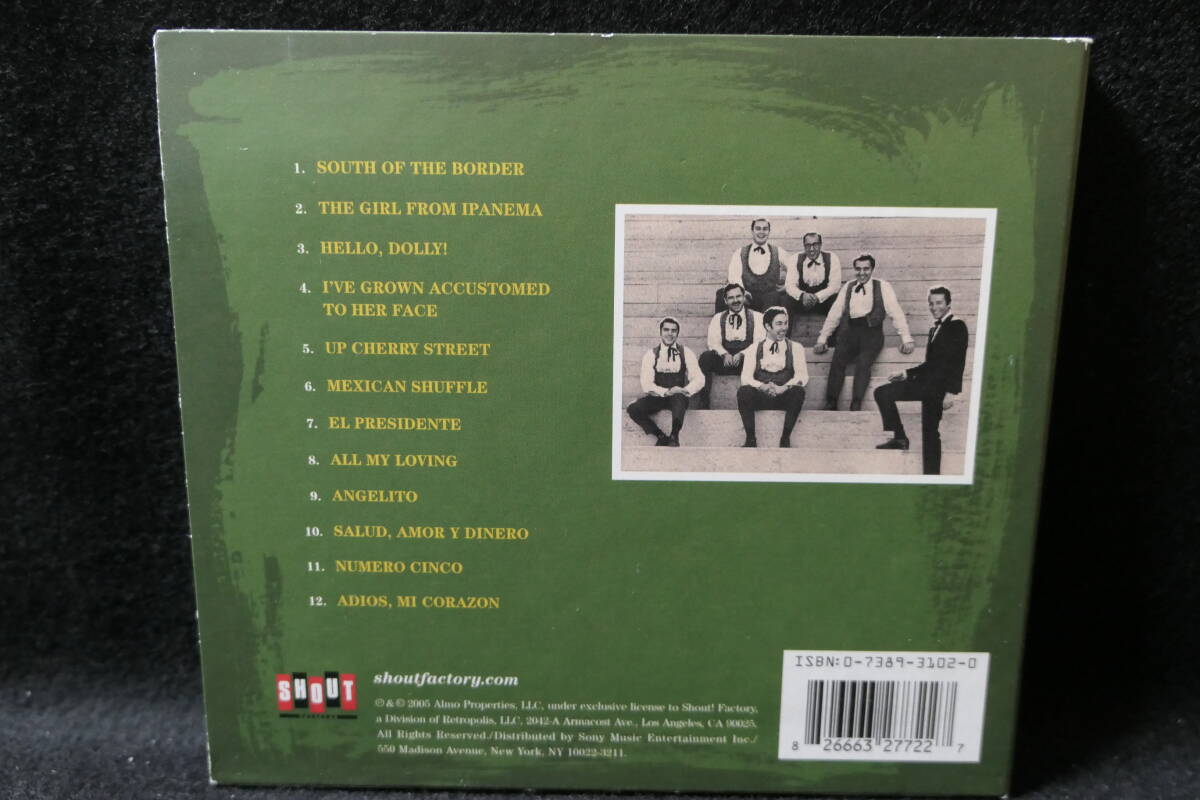 1. SOUTH OF THE BORDER
2. THE GIRL FROM IPANEMA
3. HELLO, DOLLY!
4. I'VE GROWN ACCUSTOMED
TO HER FACE
5. UP CHERRY STREET
6. MEXICAN SHUFFLE
7. EL PRESIDENTE
8. ALL MY LOVING
9. ANGELITO
10. SALUD, AMOR Y DINERO
11. NUMERO CINCO
12. ADIOS, MI CORAZON
SHOUT
FACTORY
shoutfactory.com
℗ & © 2005 Almo Properties, LLC, under exclusive license to Shout! Factory,
a Division of Retropolis, LLC, 2042-A Armacost Ave., Los Angeles, CA 90025.
All Rights Reserved./Distributed by Sony Music Entertainment Inc./
550 Madison Avenue, New York, NY 10022-3211.
ISBN:0-7389-3102-0
8 26663 27722 7